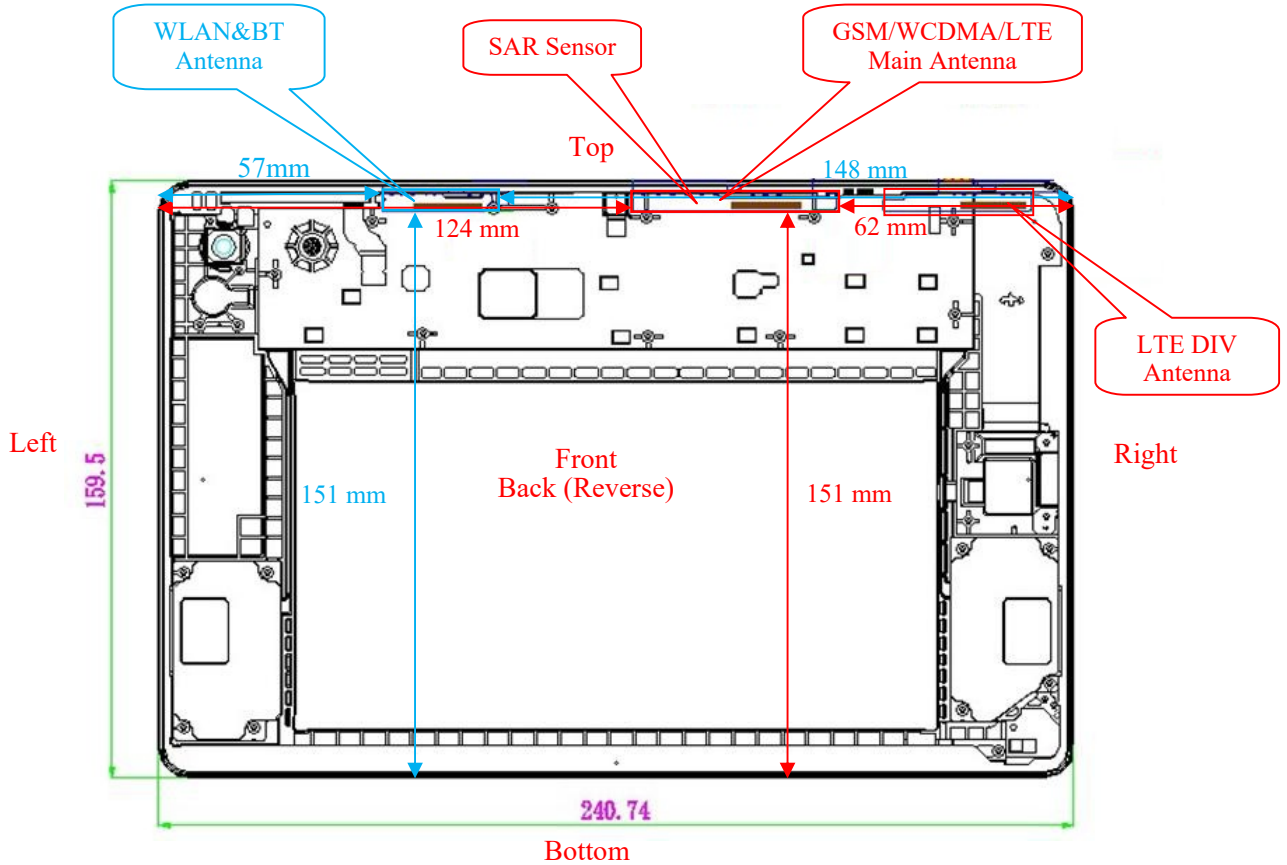 WLAN&BT
Antenna
SAR Sensor
GSM/WCDMA/LTE
Main Antenna
Top
57mm
148 mm
124 mm
62 mm
LTE DIV
Antenna
Left
159.5
Front
Back (Reverse)
151 mm
151 mm
Right
240.74
Bottom